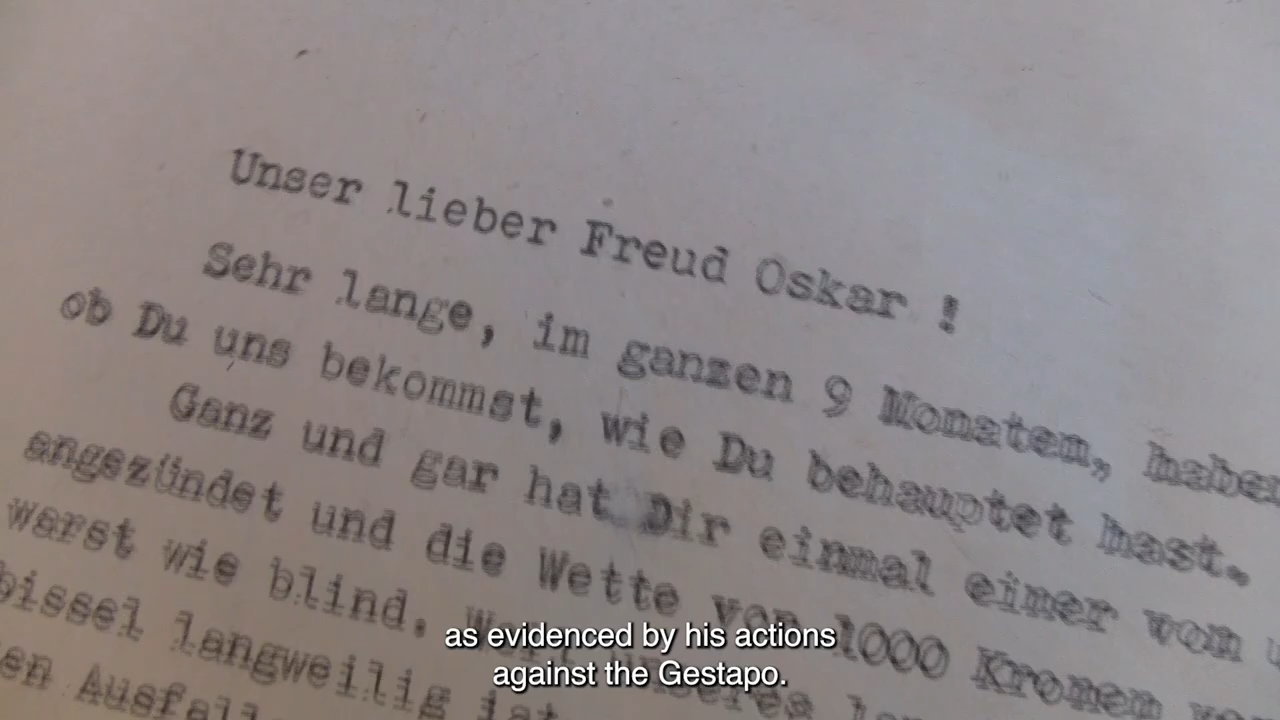 Unser lieber Freud Oskar !
Sehr lange, im ganzen 9 Monaten, haben
ob Du uns bekommst, wie Du behauptet hast.
Ganz und gar hat Dir einmal einer von
angezündet und die Wette von 1000 Kronen
warst wie blind.
bissel langweilig ist
as evidenced by his actions
against the Gestapo.